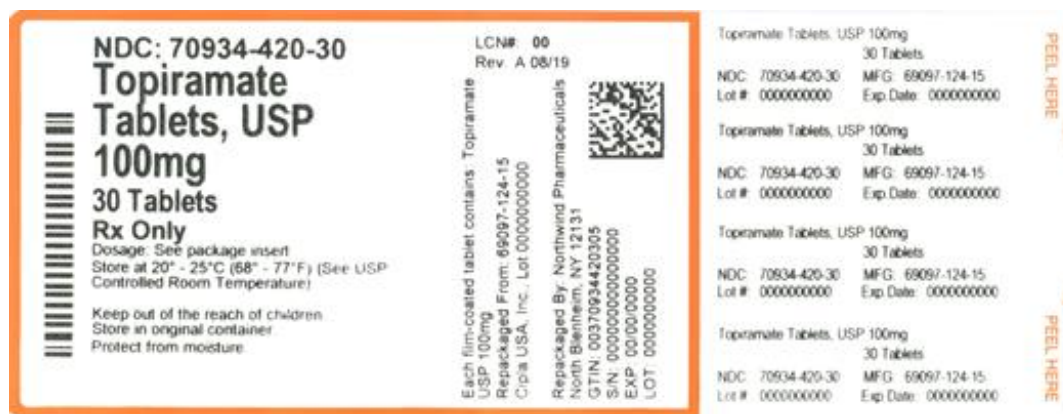 NDC: 70934-420-30
Topiramate
Tablets, USP
100mg
30 Tablets
Rx Only
Dosage: See package insert
Store at 20° - 25°C (68° - 77°F) (See USP
Controlled Room Temperature)
Keep out of the reach of children
Store in original container
Protect from moisture
LCN#: 00
Rev. A 08/19
Each film-coated tablet contains: Topiramate
USP 100mg
Repackaged From: 69097-124-15
Cipla USA, Inc., Lot 0000000000
Repackaged By: Northwind Pharmaceuticals
North Blenheim, NY 12131
GTIN: 00370934420305
S/N: 00000000000000
EXP: 00/00/0000
LOT: 0000000000
Topiramate Tablets, USP 100mg
30 Tablets
NDC: 70934-420-30 MFG: 69097-124-15
Lot #: 0000000000 Exp.Date: 0000000000
Topiramate Tablets, USP 100mg
30 Tablets
NDC: 70934-420-30 MFG: 69097-124-15
Lot #: 0000000000 Exp.Date: 0000000000
Topiramate Tablets, USP 100mg
30 Tablets
NDC: 70934-420-30 MFG: 69097-124-15
Lot #: 0000000000 Exp.Date: 0000000000
Topiramate Tablets, USP 100mg
30 Tablets
NDC: 70934-420-30 MFG: 69097-124-15
Lot #: 0000000000 Exp.Date: 0000000000
PEEL HERE
PEEL HERE